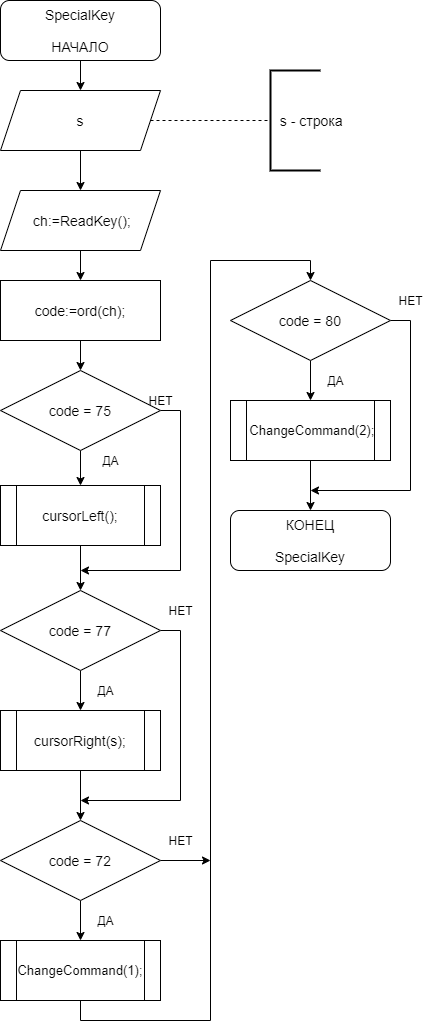 SpecialKey
НАЧАЛО
s
s - строка
ch:=ReadKey();
code:=ord(ch);
code = 75
НЕТ
ДА
cursorLeft();
code = 77
НЕТ
ДА
cursorRight(s);
code = 72
НЕТ
ДА
ChangeCommand(1);
code = 80
НЕТ
ДА
ChangeCommand(2);
КОНЕЦ
SpecialKey